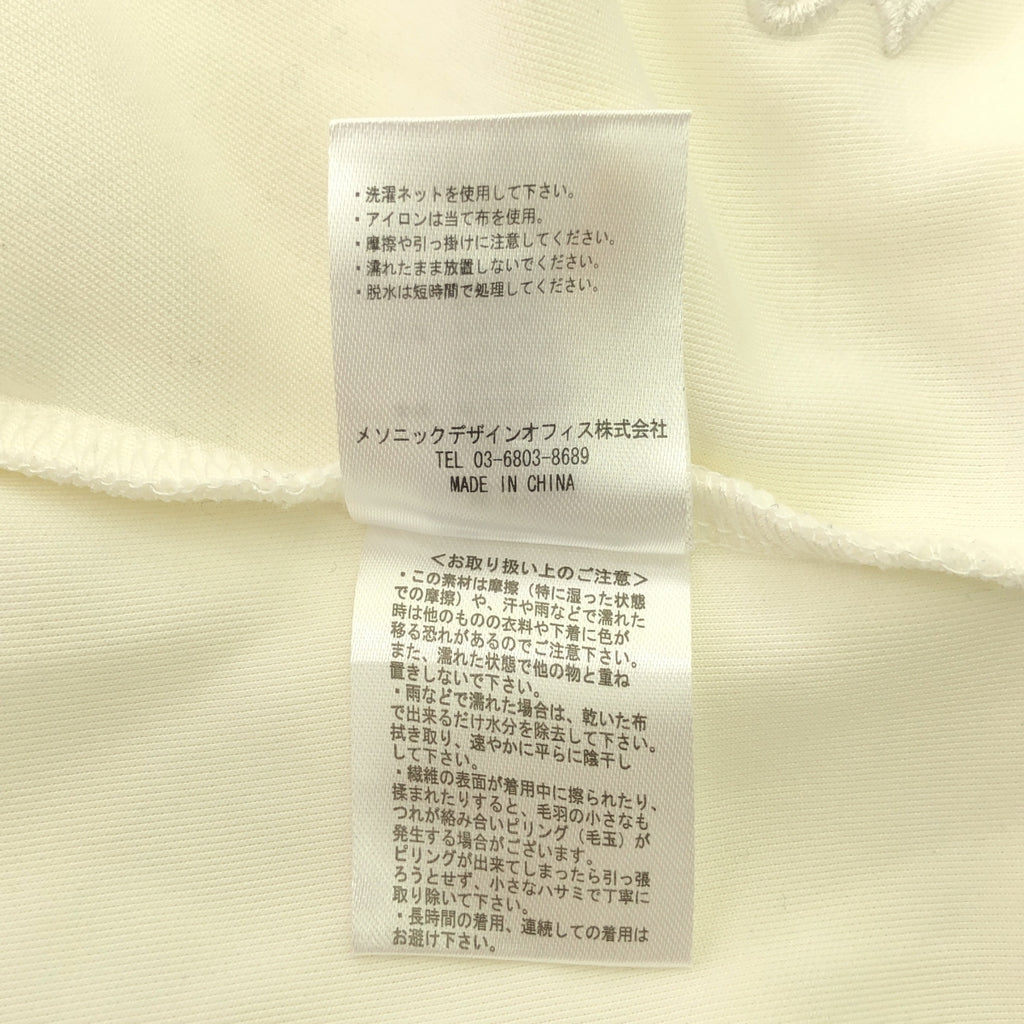 ・洗濯ネットを使用して下さい。
・アイロンは当て布を使用。
・摩擦や引っ掛けに注意してください。
・濡れたまま放置しないでください。
・脱水は短時間で処理してください。
メソニックデザインオフィス株式会社
TEL 03-6803-8689
MADE IN CHINA
＜お取り扱い上のご注意＞
・この素材は摩擦（特に湿った状態
での摩擦）や、汗や雨などで濡れた
時は他のものの衣料や下着に色が
移る恐れがあるのでご注意下さい。
また、濡れた状態で他の物と重ね
置きしないで下さい。
・雨などで濡れた場合は、乾いた布
で出来るだけ水分を除去して下さい。
拭き取り、速やかに平らに陰干し
して下さい。
・繊維の表面が着用中に擦られたり、
揉まれたりすると、毛羽の小さなも
つれが絡み合いピリング（毛玉）が
発生する場合がございます。
ピリングが出来てしまったら引っ張
ろうとせず、小さなハサミで丁寧に
取り除いて下さい。
・長時間の着用、連続しての着用は
お避け下さい。